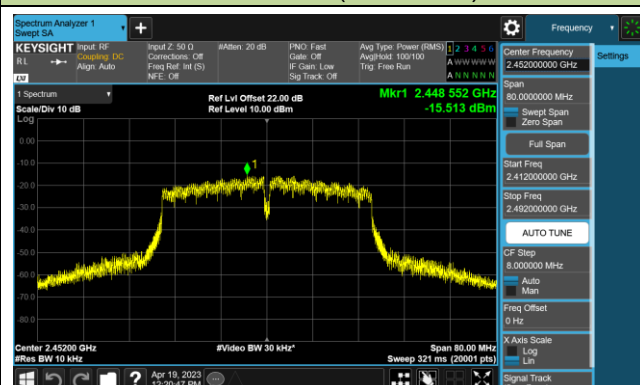 Spectrum Analyzer 1
Swept SA
Frequency
KEYSIGHT
RL
LXI
Input: RF
Coupling: DC
Align: Auto
Input Z: 50 Ω
Corrections: Off
Freq Ref: Int (S)
NFE: Off
#Atten: 20 dB
PNO: Fast
Gate: Off
IF Gain: Low
Sig Track: Off
Avg Type: Power (RMS)
Avg|Hold: 100/100
Trig: Free Run
1 2 3 4 5 6
A W W W W W
A N N N N N
Center Frequency
2.452000000 GHz
Settings
1 Spectrum
Scale/Div 10 dB
Ref Lvl Offset 22.00 dB
Ref Level 10.00 dBm
Mkr1 2.448 552 GHz
-15.513 dBm
Span
80.0000000 MHz
Swept Span
Zero Span
Full Span
Start Freq
2.412000000 GHz
Stop Freq
2.492000000 GHz
AUTO TUNE
CF Step
8.000000 MHz
Auto
Man
Freq Offset
0 Hz
X Axis Scale
Log
Lin
Signal Track
Log
0.00
-10.0
-20.0
-30.0
-40.0
-50.0
-60.0
-70.0
-80.0
1
Center 2.45200 GHz
#Res BW 10 kHz
#Video BW 30 kHz*
Span 80.00 MHz
Sweep 321 ms (20001 pts)
Apr 19, 2023
12:20:47 PM